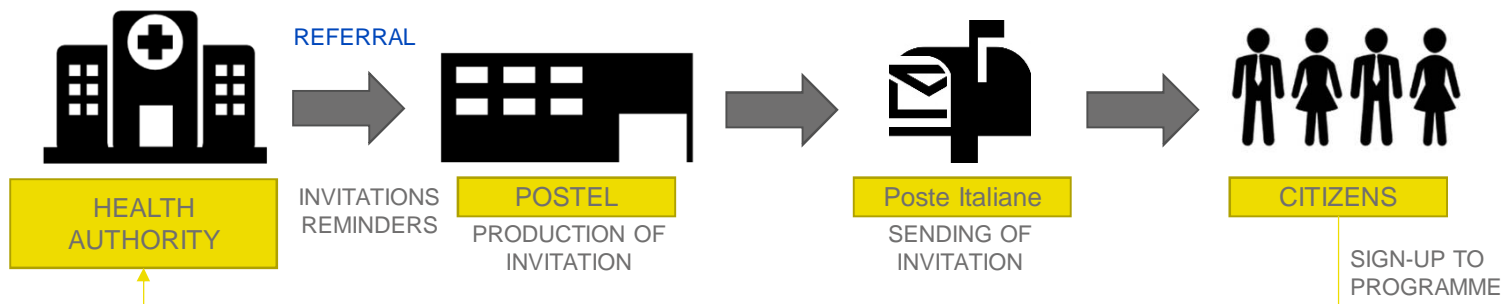 REFERRAL
HEALTH
AUTHORITY
INVITATIONS
REMINDERS
POSTEL
PRODUCTION OF
INVITATION
Poste Italiane
SENDING OF
INVITATION
CITIZENS
SIGN-UP TO
PROGRAMME